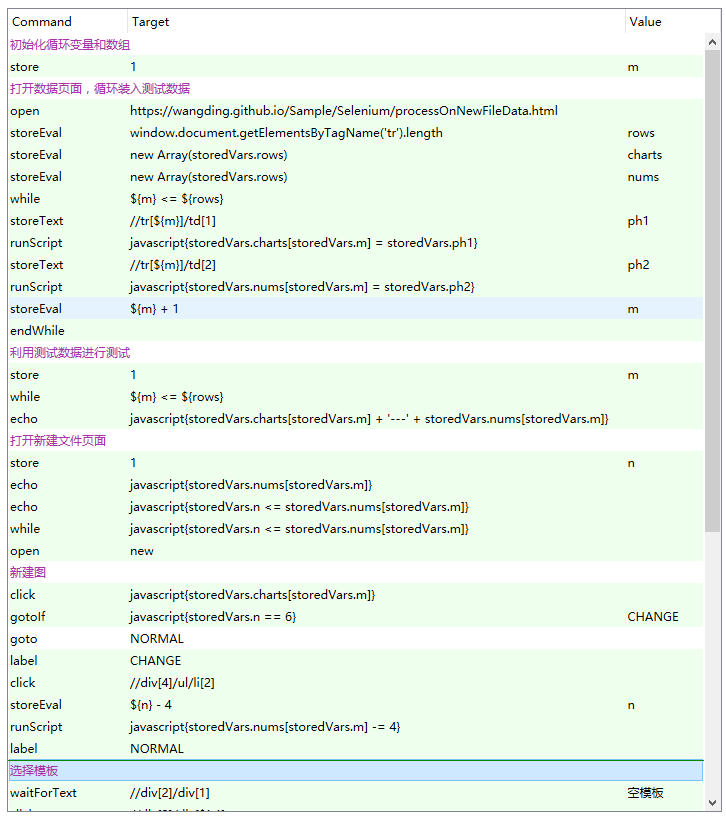 Command Target Value
初始化循环变量和数组
store 1 m
打开数据页面，循环装入测试数据
open https://wangding.github.io/Sample/Selenium/processOnNewFileData.html
storeEval window.document.getElementsByTagName('tr').length rows
storeEval new Array(storedVars.rows) charts
storeEval new Array(storedVars.rows) nums
while ${m} <= ${rows}
storeText //tr[${m}]/td[1] ph1
runScript javascript{storedVars.charts[storedVars.m] = storedVars.ph1}
storeText //tr[${m}]/td[2] ph2
runScript javascript{storedVars.nums[storedVars.m] = storedVars.ph2}
storeEval ${m} + 1 m
endWhile
利用测试数据进行测试
store 1 m
while ${m} <= ${rows}
echo javascript{storedVars.charts[storedVars.m] + '---' + storedVars.nums[storedVars.m]}
打开新建文件页面
store 1 n
echo javascript{storedVars.nums[storedVars.m]}
echo javascript{storedVars.n <= storedVars.nums[storedVars.m]}
while javascript{storedVars.n <= storedVars.nums[storedVars.m]}
open new
新建图
click javascript{storedVars.charts[storedVars.m]}
gotoIf javascript{storedVars.n == 6} CHANGE
goto NORMAL
label CHANGE
click //div[4]/ul/li[2]
storeEval ${n} - 4 n
runScript javascript{storedVars.nums[storedVars.m] -= 4}
label NORMAL
选择模板
waitForText //div[2]/div[1] 空模板